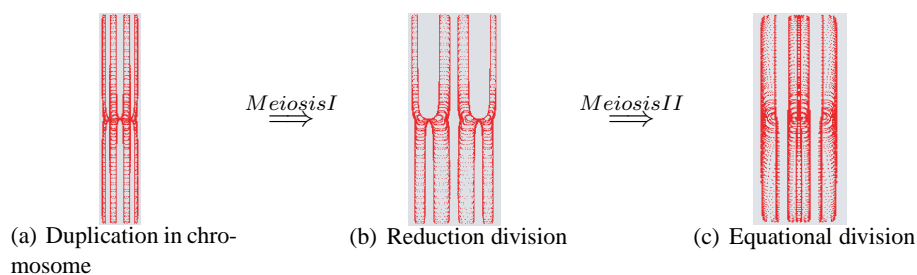 MeiosisI
MeiosisII
(a) Duplication in chro-
mosome
(b) Reduction division
(c) Equational division